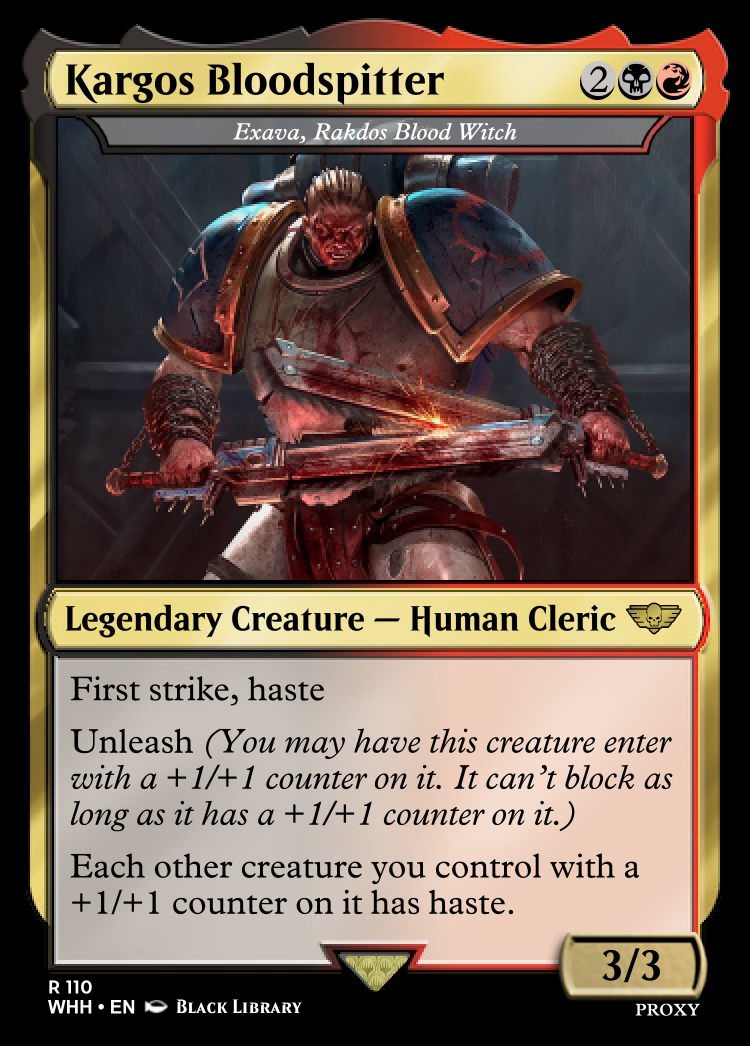 Kargos Bloodspitter 2
Exava, Rakdos Blood Witch
Legendary Creature — Human Cleric
First strike, haste
Unleash (You may have this creature enter
with a +1/+1 counter on it. It can't block as
long as it has a +1/+1 counter on it.)
Each other creature you control with a
+1/+1 counter on it has haste.
3/3
R 110
WHH • EN Black Library
PROXY